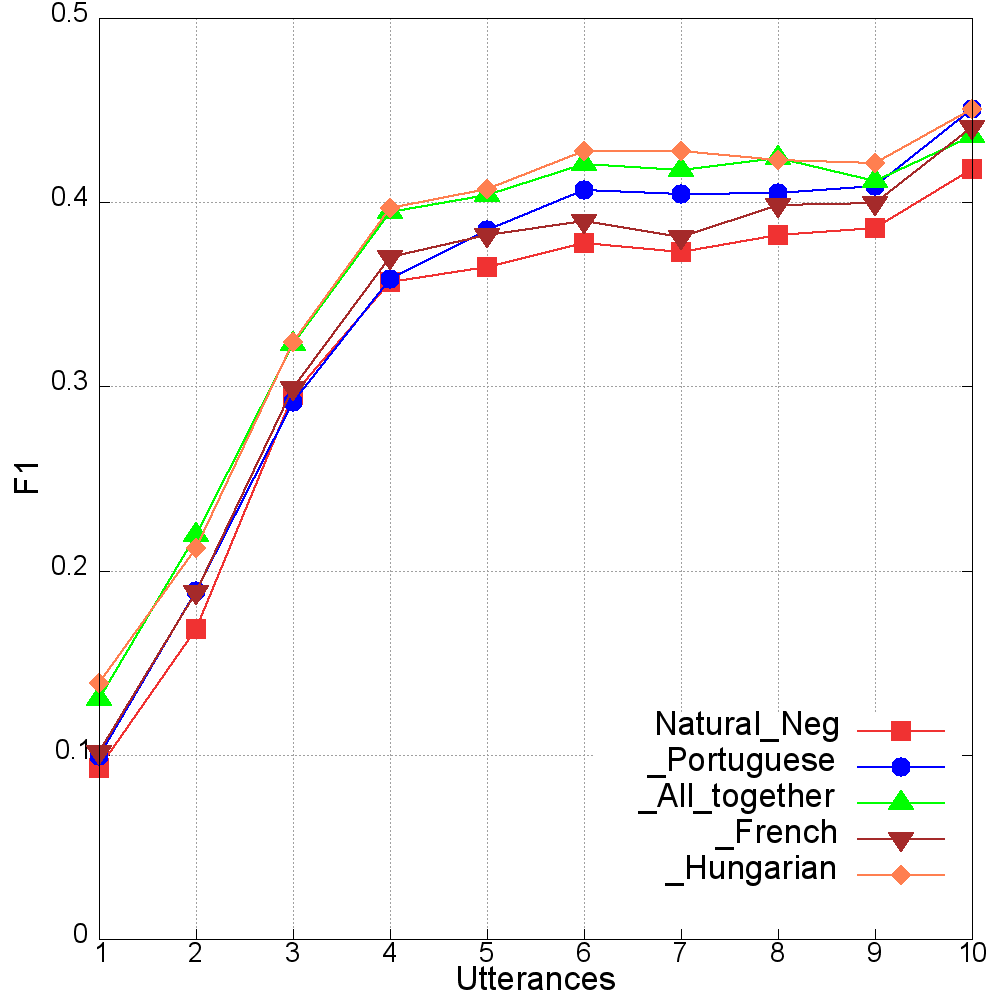 0.5
0.4
0.3
F1
0.2
0.1
Natural_Neg
_Portuguese
_All_together
_French
_Hungarian
0
1 2 3 4 5 6 7 8 9 10
Utterances